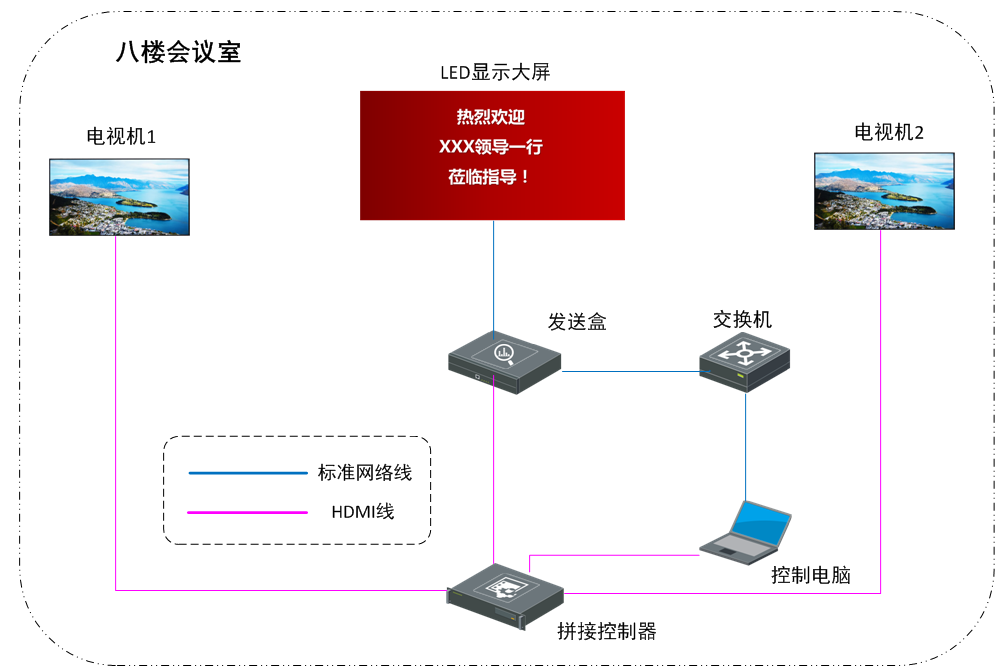 八楼会议室
LED显示大屏
热烈欢迎
XXX领导一行
莅临指导！
电视机1
电视机2
发送盒
交换机
标准网络线
HDMI线
控制电脑
拼接控制器